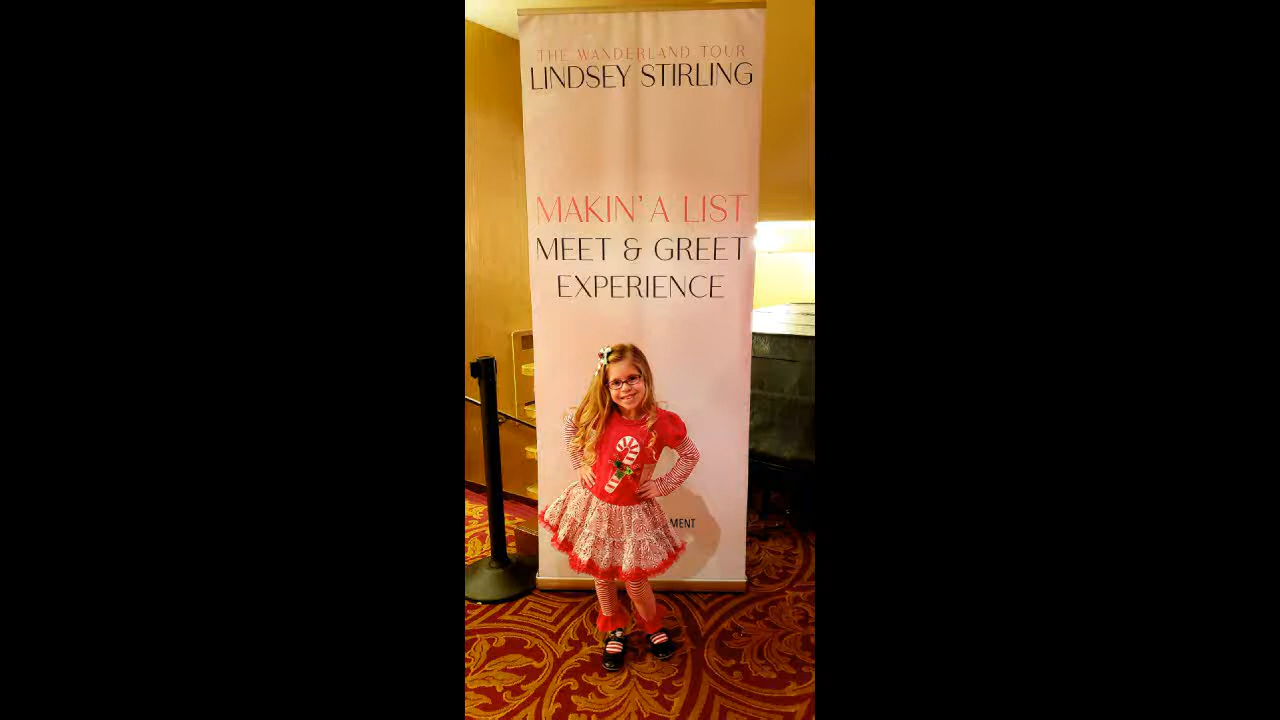 THE WANDERLAND TOUR
LINDSEY STIRLING
MAKIN' A LIST
MEET & GREET
EXPERIENCE
MENT